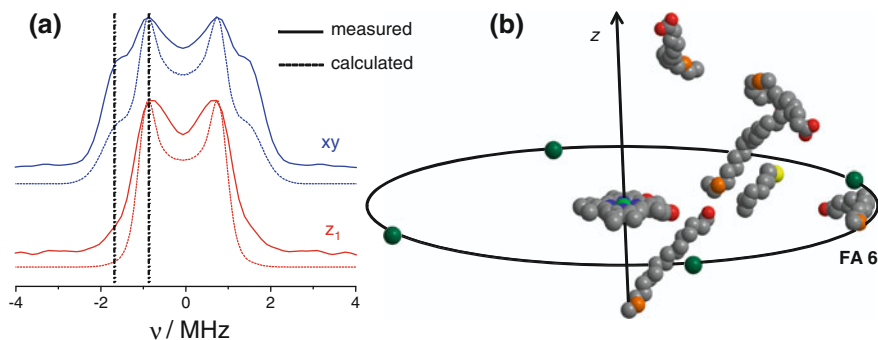 (a)
measured
calculated
xy
z₁
-4 -2 0 2 4
ν / MHz
(b)
z
FA 6